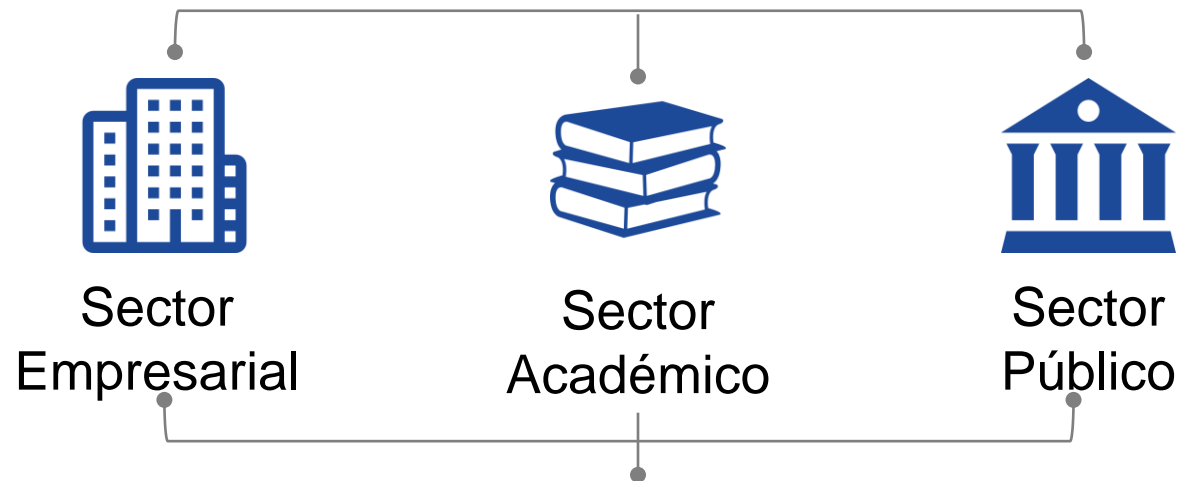 Sector
Empresarial
Sector
Académico
Sector
Público